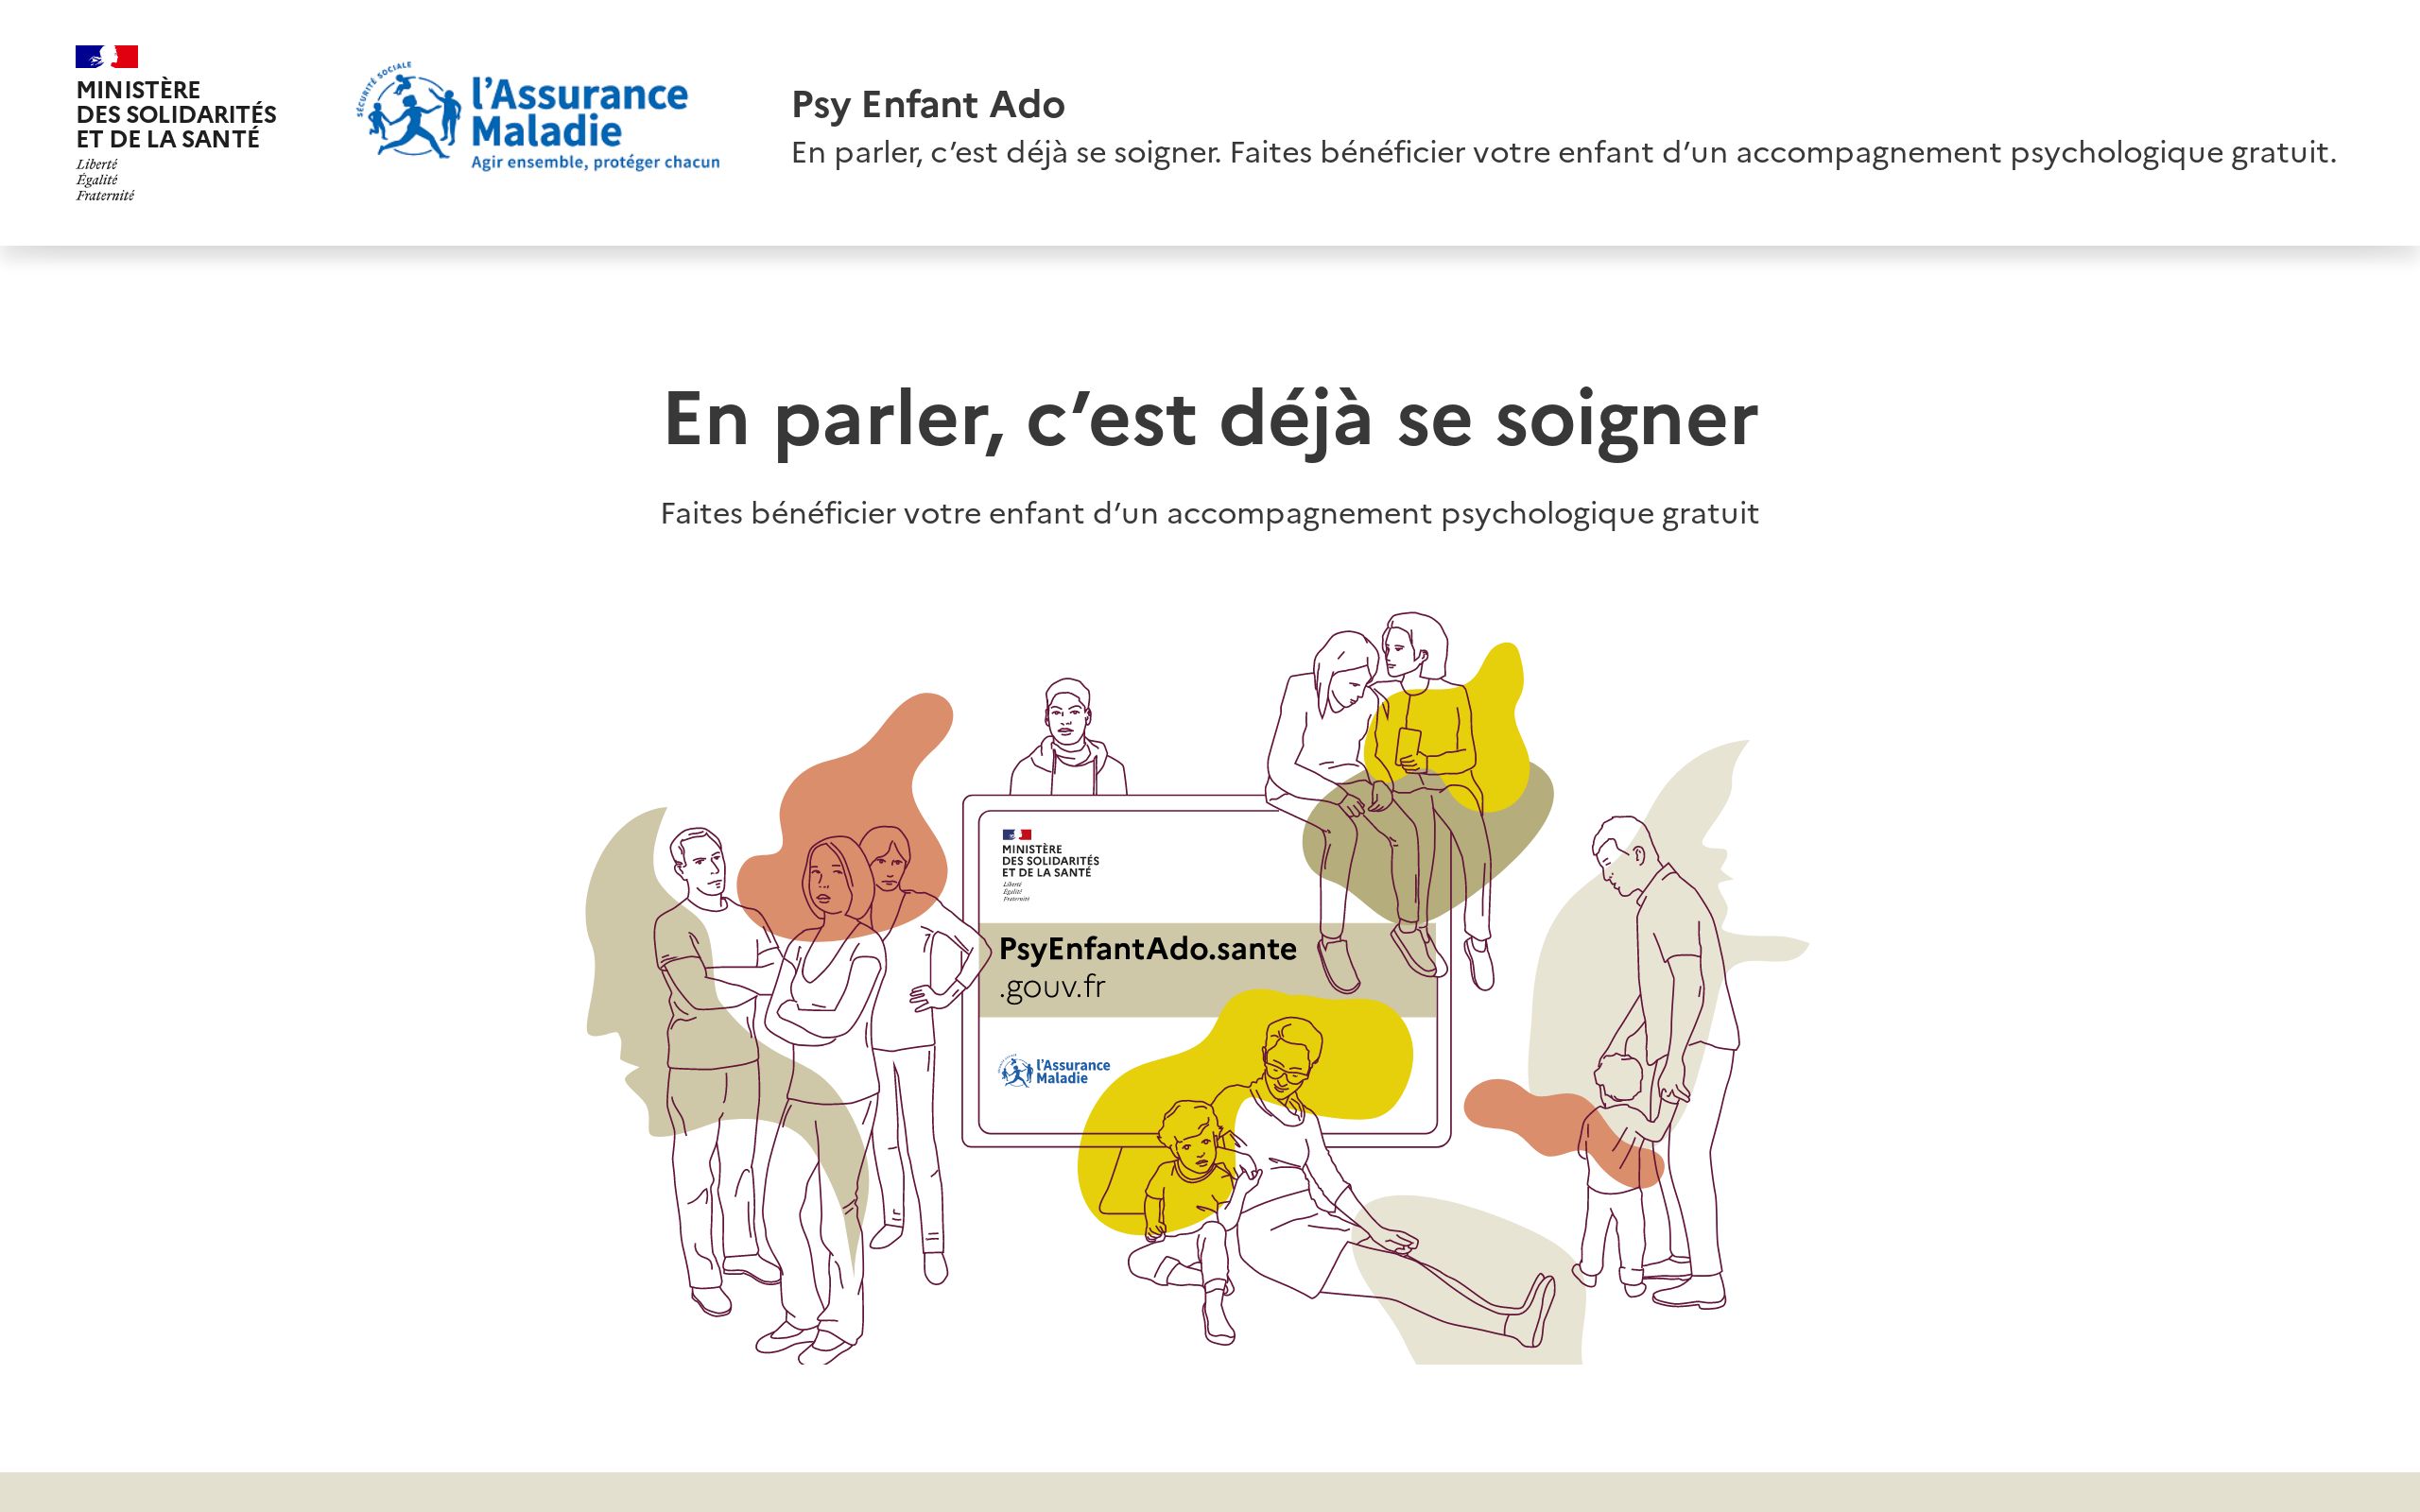 MINISTÈRE
DES SOLIDARITÉS
ET DE LA SANTÉ
Liberté
Égalité
Fraternité
SÉCURITÉ SOCIALE
l'Assurance
Maladie
Agir ensemble, protéger chacun
Psy Enfant Ado
En parler, c'est déjà se soigner. Faites bénéficier votre enfant d'un accompagnement psychologique gratuit.
En parler, c'est déjà se soigner
Faites bénéficier votre enfant d'un accompagnement psychologique gratuit
MINISTÈRE
DES SOLIDARITÉS
ET DE LA SANTÉ
Liberté
Égalité
Fraternité
PsyEnfantAdo.sante
.gouv.fr
l'Assurance
Maladie